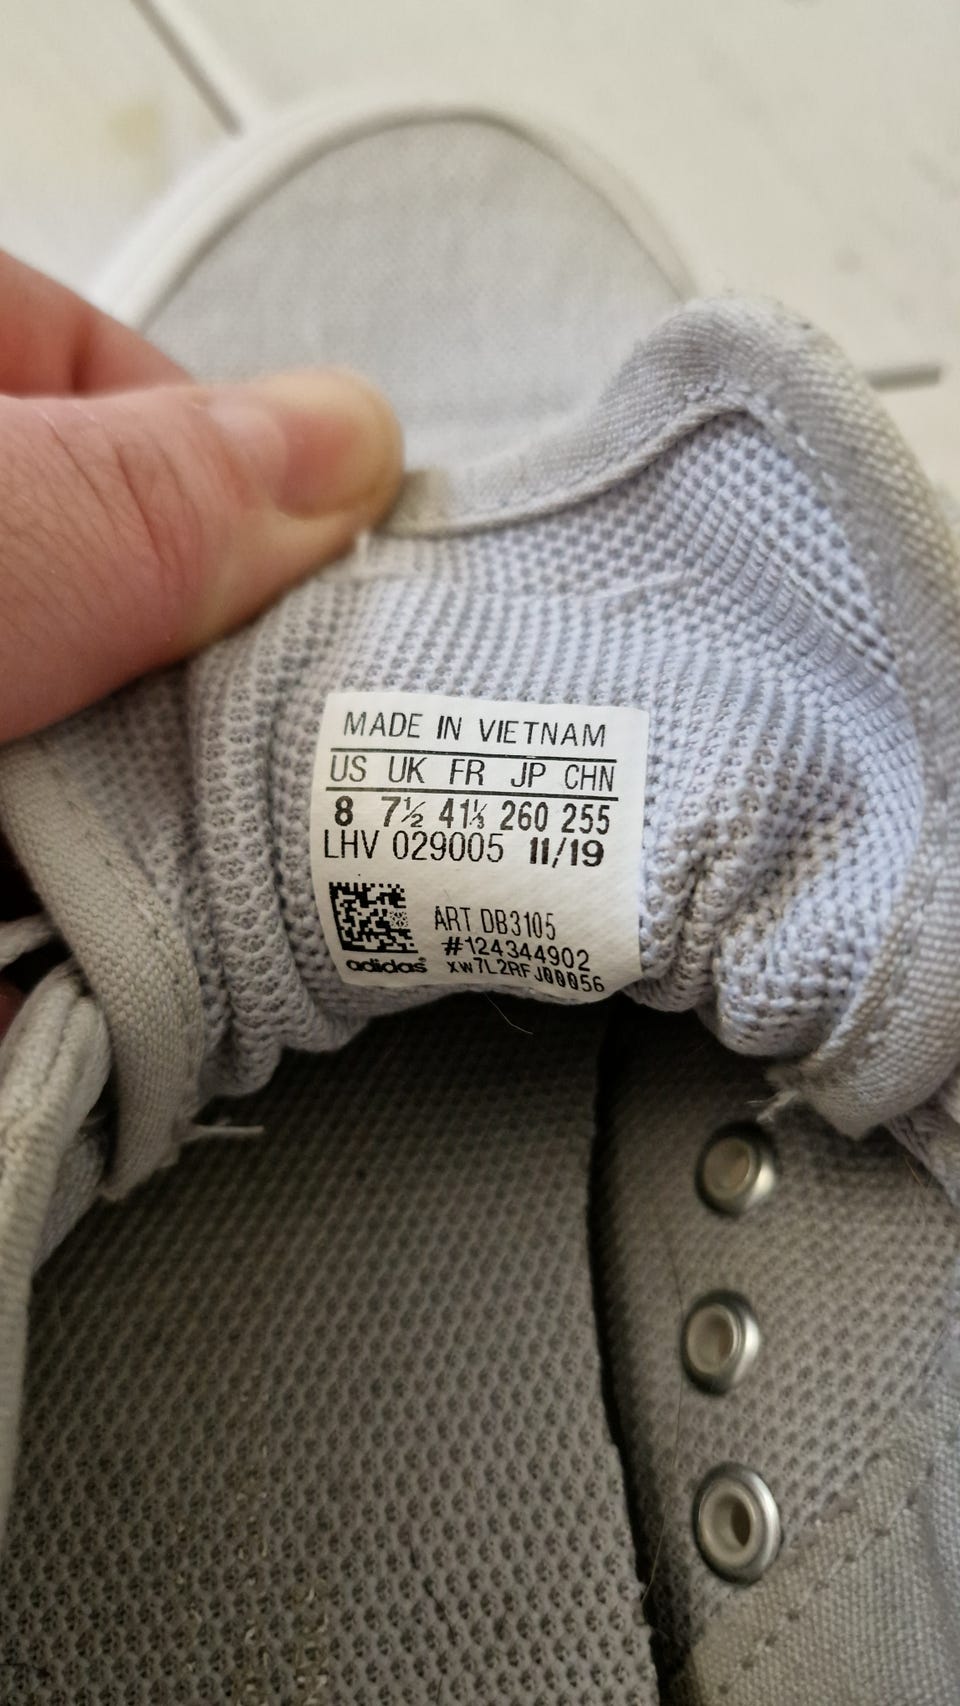 MADE IN VIETNAM
US UK FR JP CHN
8 7½ 41⅓ 260 255
LHV 029005 11/19
ART DB3105
#124344902
adidas xw7L2RFJ00056